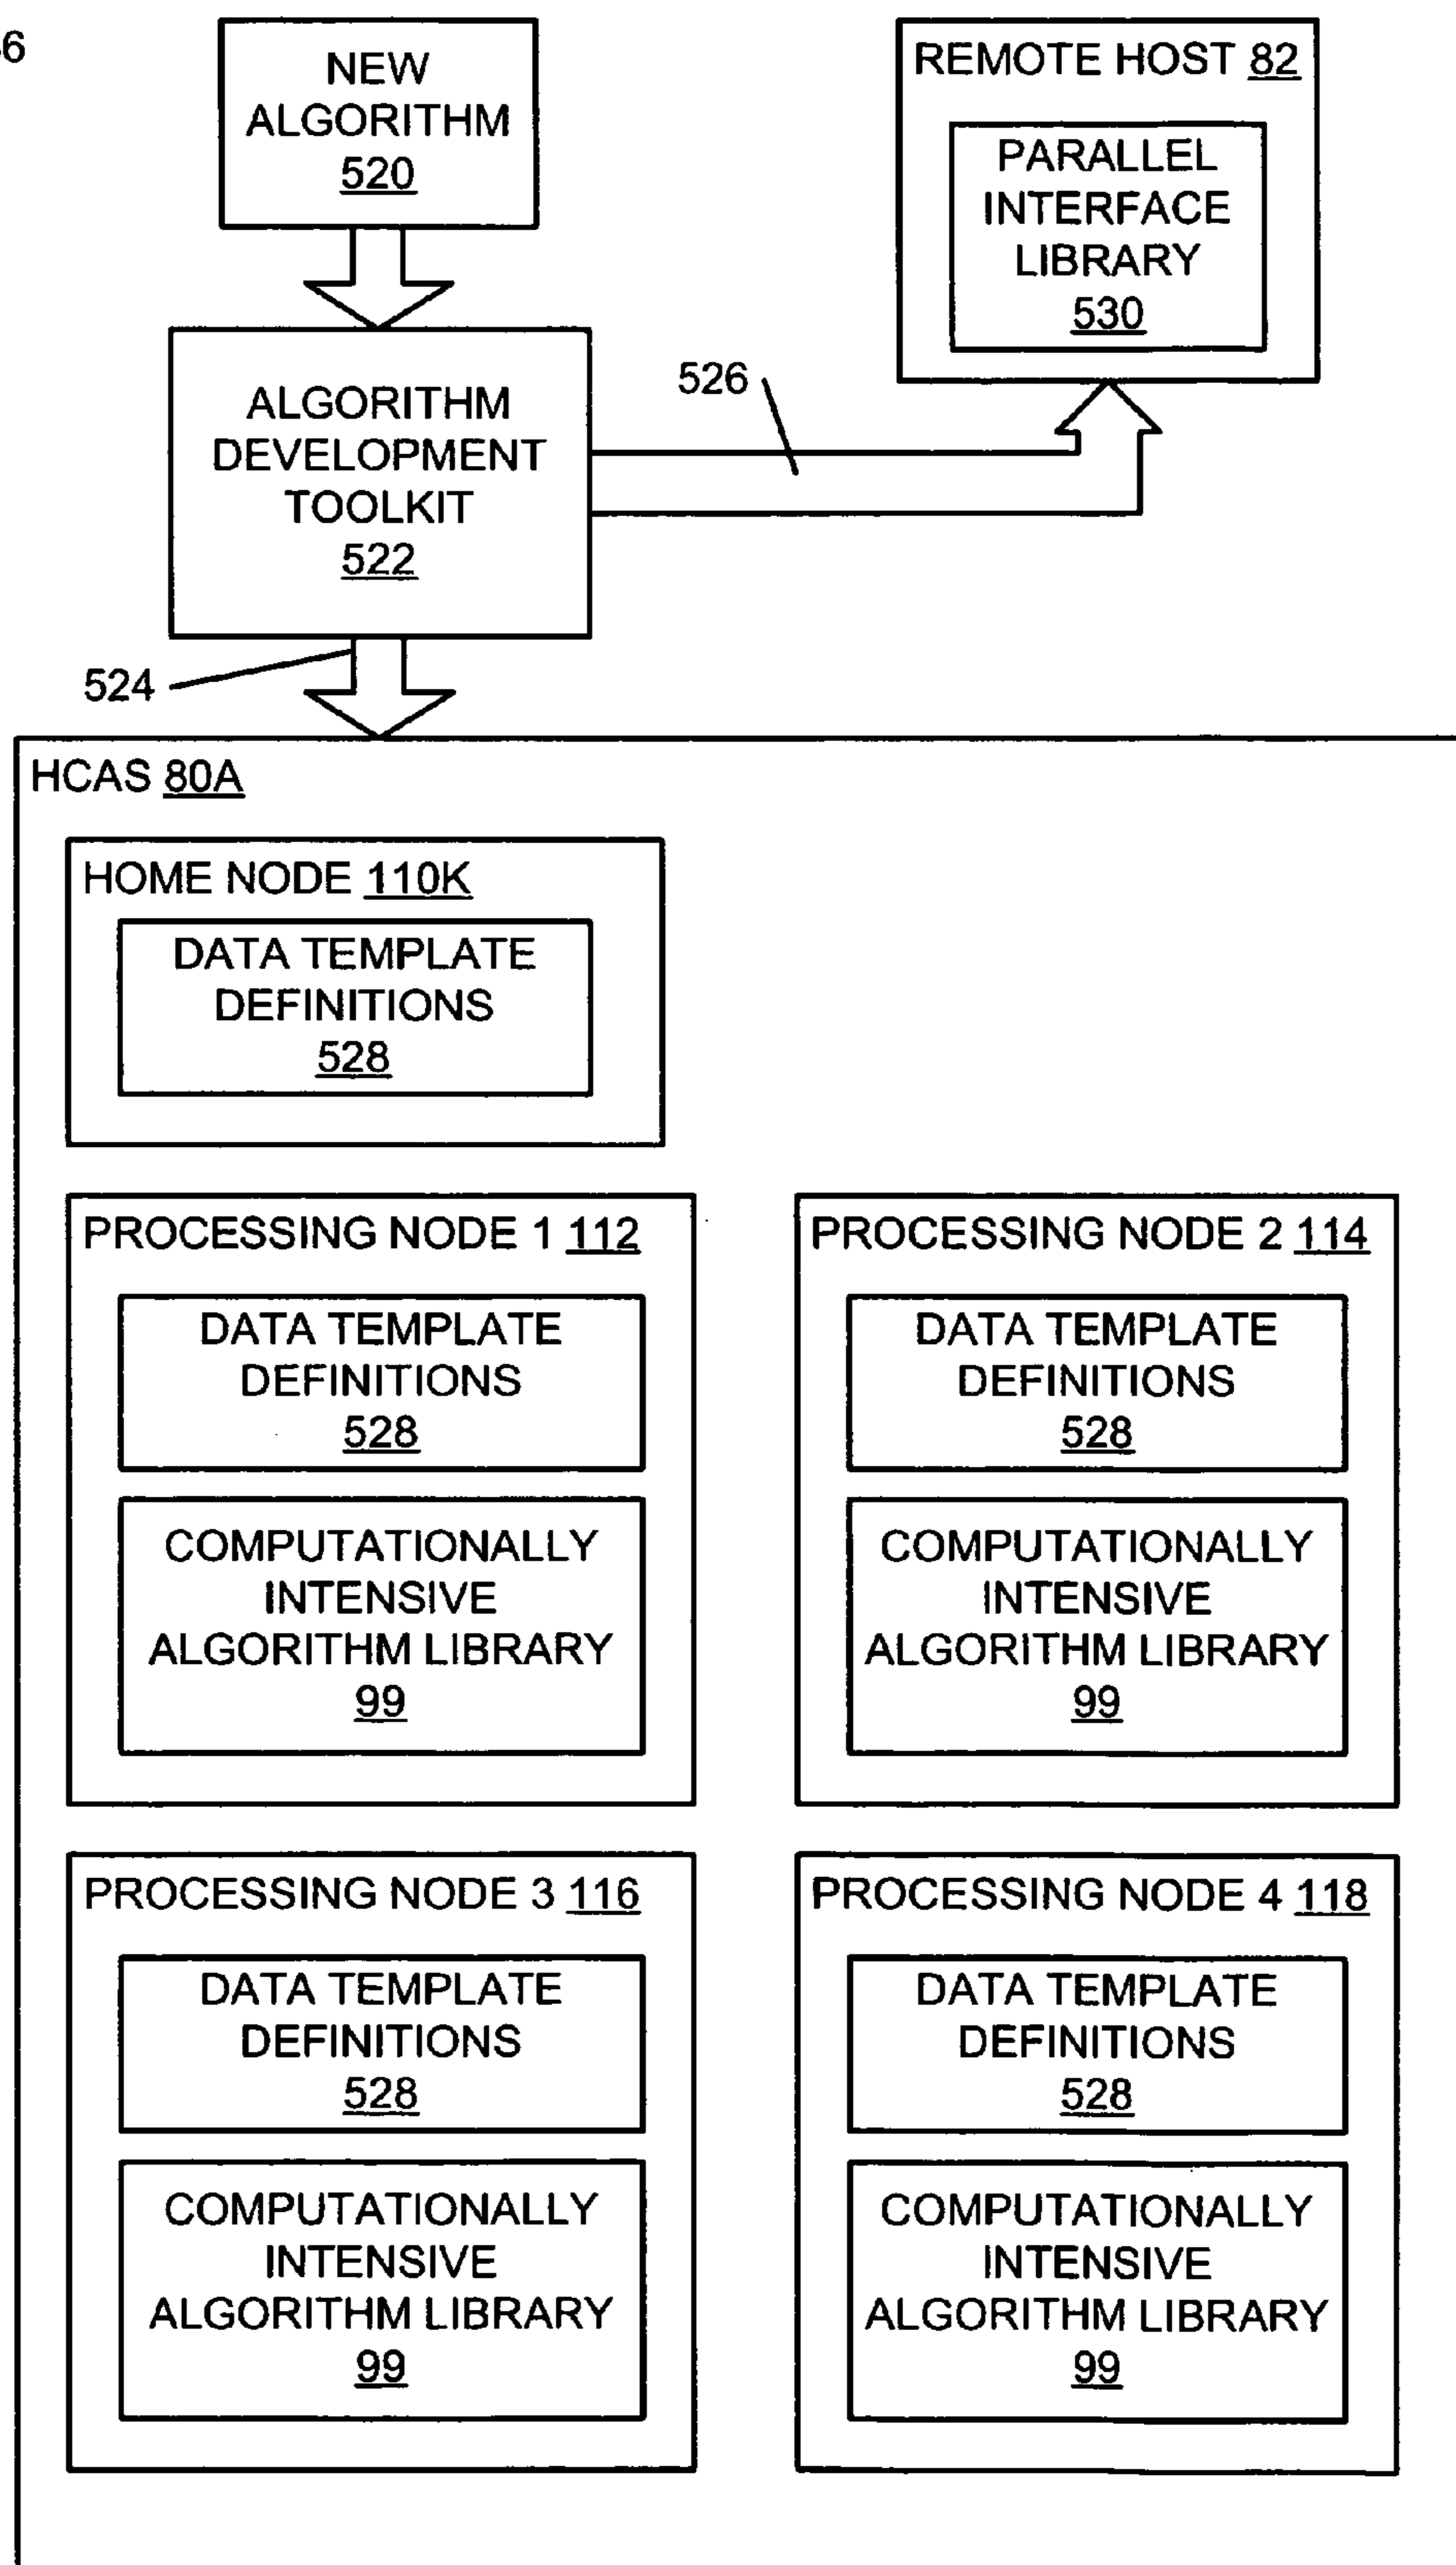 NEW
ALGORITHM
520
REMOTE HOST 82
PARALLEL
INTERFACE
LIBRARY
530
ALGORITHM
DEVELOPMENT
TOOLKIT
522
526
524
HCAS 80A
HOME NODE 110K
DATA TEMPLATE
DEFINITIONS
528
PROCESSING NODE 1 112
DATA TEMPLATE
DEFINITIONS
528
COMPUTATIONALLY
INTENSIVE
ALGORITHM LIBRARY
99
PROCESSING NODE 2 114
DATA TEMPLATE
DEFINITIONS
528
COMPUTATIONALLY
INTENSIVE
ALGORITHM LIBRARY
99
PROCESSING NODE 3 116
DATA TEMPLATE
DEFINITIONS
528
COMPUTATIONALLY
INTENSIVE
ALGORITHM LIBRARY
99
PROCESSING NODE 4 118
DATA TEMPLATE
DEFINITIONS
528
COMPUTATIONALLY
INTENSIVE
ALGORITHM LIBRARY
99